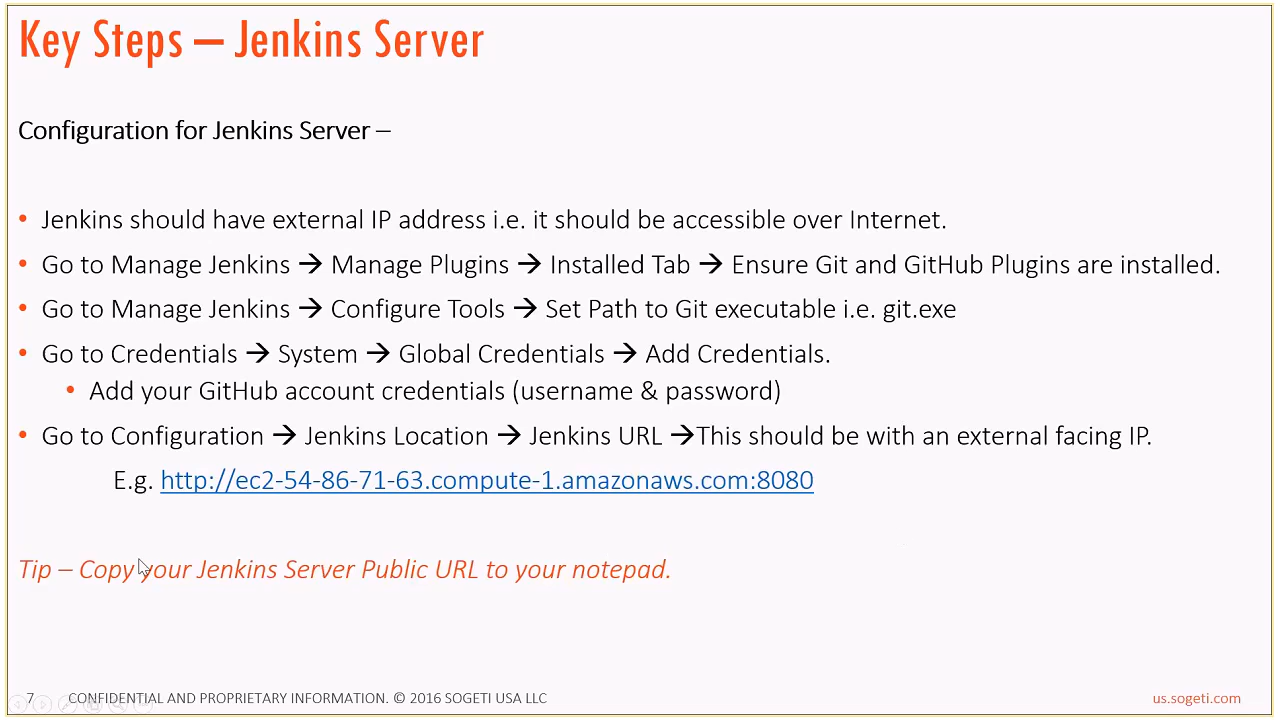 Key Steps – Jenkins Server
Configuration for Jenkins Server –
• Jenkins should have external IP address i.e. it should be accessible over Internet.
• Go to Manage Jenkins → Manage Plugins → Installed Tab → Ensure Git and GitHub Plugins are installed.
• Go to Manage Jenkins → Configure Tools → Set Path to Git executable i.e. git.exe
• Go to Credentials → System → Global Credentials → Add Credentials.
• Add your GitHub account credentials (username & password)
• Go to Configuration → Jenkins Location → Jenkins URL →This should be with an external facing IP.
E.g. http://ec2-54-86-71-63.compute-1.amazonaws.com:8080
Tip – Copy your Jenkins Server Public URL to your notepad.
7 CONFIDENTIAL AND PROPRIETARY INFORMATION. © 2016 SOGETI USA LLC
us.sogeti.com